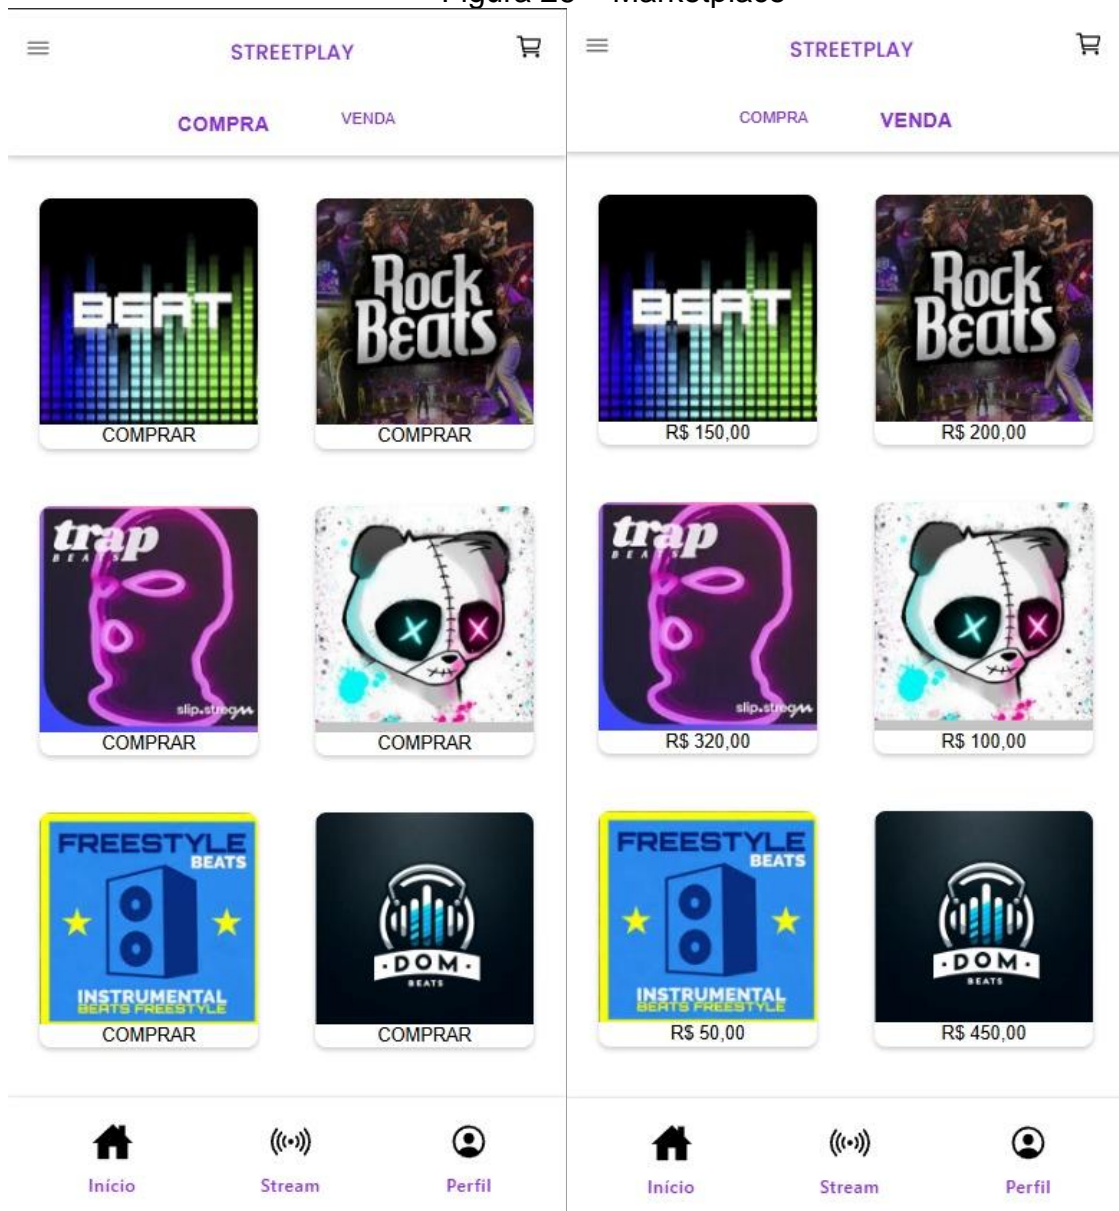 STREETPLAY
COMPRA VENDA
BEAT
Rock
Beats
COMPRAR COMPRAR
trap
BEATS
slip.stream
COMPRAR COMPRAR
FREESTYLE
BEATS
DOM
BEATS
INSTRUMENTAL
BEATS FREESTYLE
COMPRAR COMPRAR
Início Stream Perfil
STREETPLAY
COMPRA VENDA
BEAT
Rock
Beats
R$ 150,00 R$ 200,00
trap
BEATS
slip.stream
R$ 320,00 R$ 100,00
FREESTYLE
BEATS
DOM
BEATS
INSTRUMENTAL
BEATS FREESTYLE
R$ 50,00 R$ 450,00
Início Stream Perfil